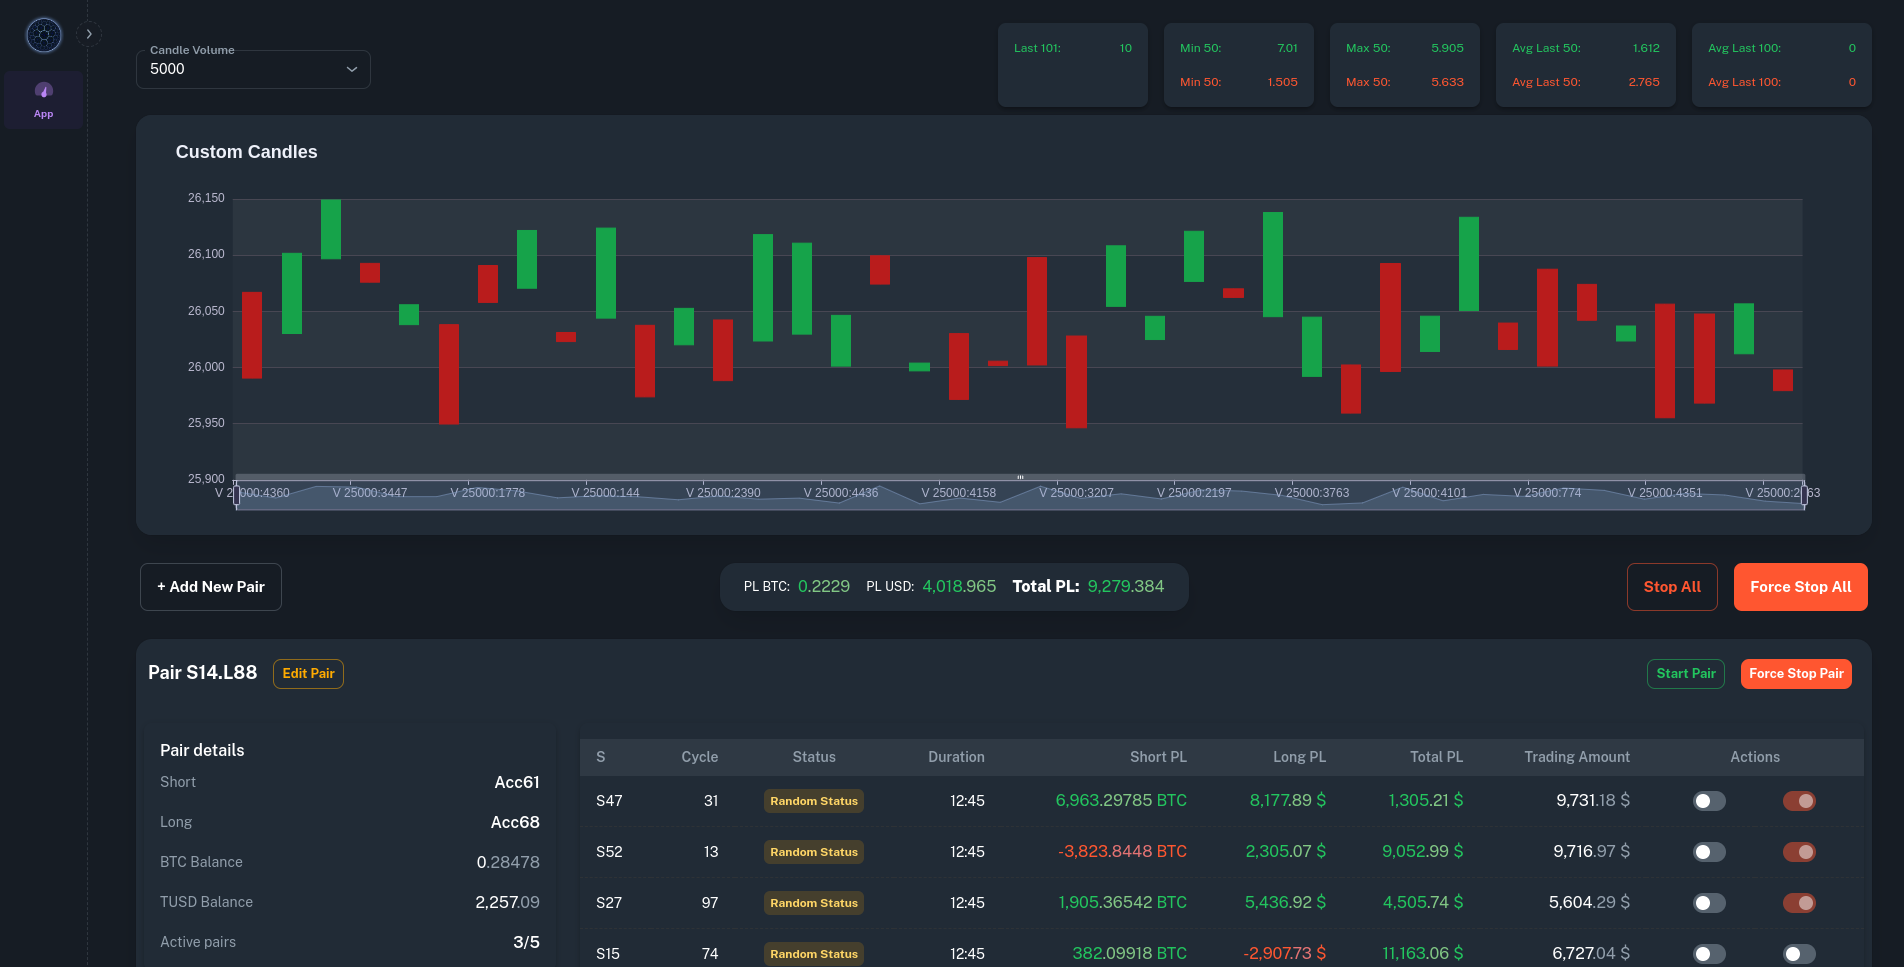 App
Candle Volume
5000
Last 101: 10
Min 50: 7.01
Min 50: 1.505
Max 50: 5.905
Max 50: 5.633
Avg Last 50: 1.612
Avg Last 50: 2.765
Avg Last 100: 0
Avg Last 100: 0
Custom Candles
26,150
26,100
26,050
26,000
25,950
25,900
V 25000:4360 V 25000:3447 V 25000:1778 V 25000:144 V 25000:2390 V 25000:4436 V 25000:4158 V 25000:3207 V 25000:2197 V 25000:3763 V 25000:4101 V 25000:774 V 25000:4351
+ Add New Pair
PL BTC: 0.2229 PL USD: 4,018.965 Total PL: 9,279.384
Stop All
Force Stop All
Pair S14.L88
Edit Pair
Start Pair
Force Stop Pair
Pair details
Short Acc61
Long Acc68
BTC Balance 0.28478
TUSD Balance 2,257.09
Active pairs 3/5
S Cycle Status Duration Short PL Long PL Total PL Trading Amount Actions
S47 31 Random Status 12:45 6,963.29785 BTC 8,177.89 $ 1,305.21 $ 9,731.18 $
S52 13 Random Status 12:45 -3,823.8448 BTC 2,305.07 $ 9,052.99 $ 9,716.97 $
S27 97 Random Status 12:45 1,905.36542 BTC 5,436.92 $ 4,505.74 $ 5,604.29 $
S15 74 Random Status 12:45 382.09918 BTC -2,907.73 $ 11,163.06 $ 6,727.04 $